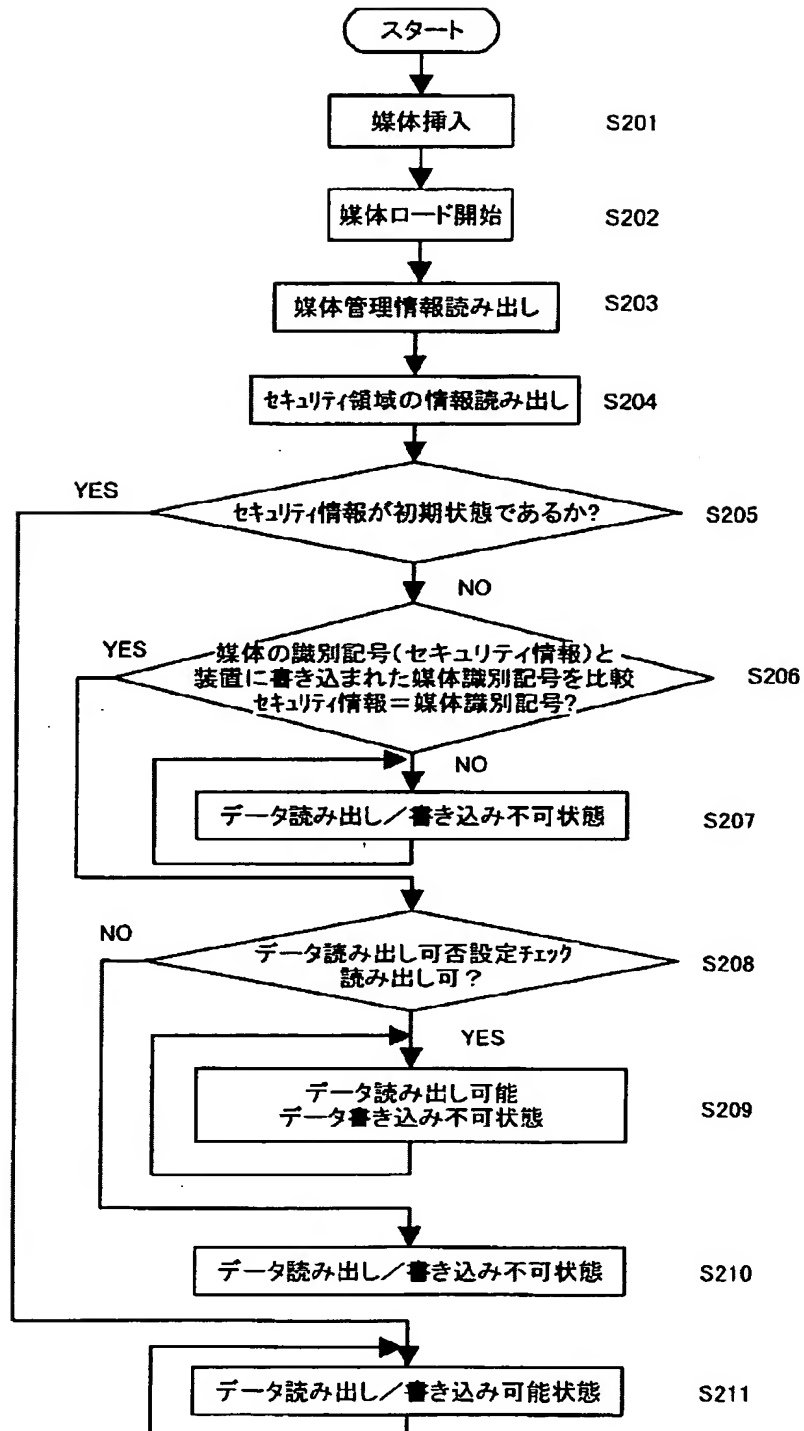 スタート
媒体挿入
S201
媒体ロード開始
S202
媒体管理情報読み出し
S203
セキュリティ領域の情報読み出し
S204
YES
セキュリティ情報が初期状態であるか?
S205
NO
YES
媒体の識別記号(セキュリティ情報)と
装置に書き込まれた媒体識別記号を比較
セキュリティ情報=媒体識別記号?
S206
NO
データ読み出し/書き込み不可状態
S207
NO
データ読み出し可否設定チェック
読み出し可?
S208
YES
データ読み出し可能
データ書き込み不可状態
S209
データ読み出し/書き込み不可状態
S210
データ読み出し/書き込み可能状態
S211